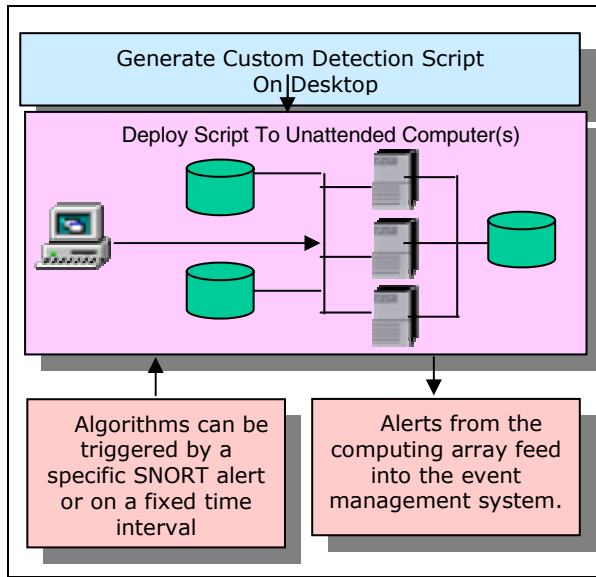 Generate Custom Detection Script
On Desktop
Deploy Script To Unattended Computer(s)
Algorithms can be
triggered by a
specific SNORT alert
or on a fixed time
interval
Alerts from the
computing array feed
into the event
management system.